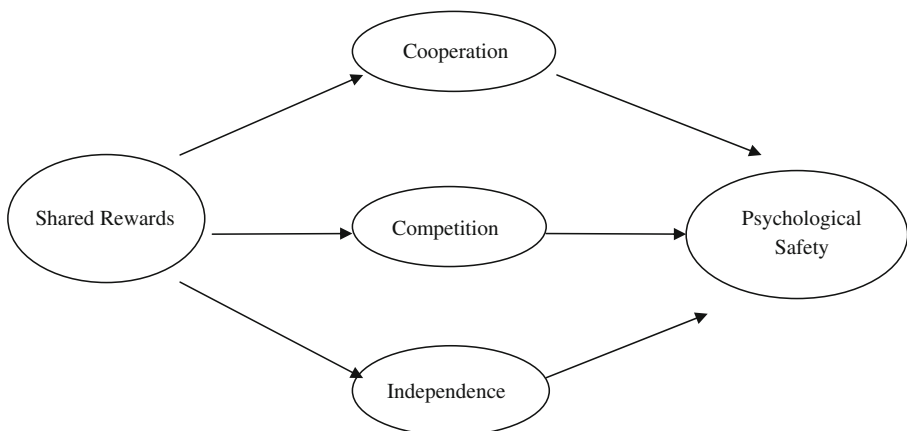 Cooperation
Shared Rewards
Competition
Psychological
Safety
Independence